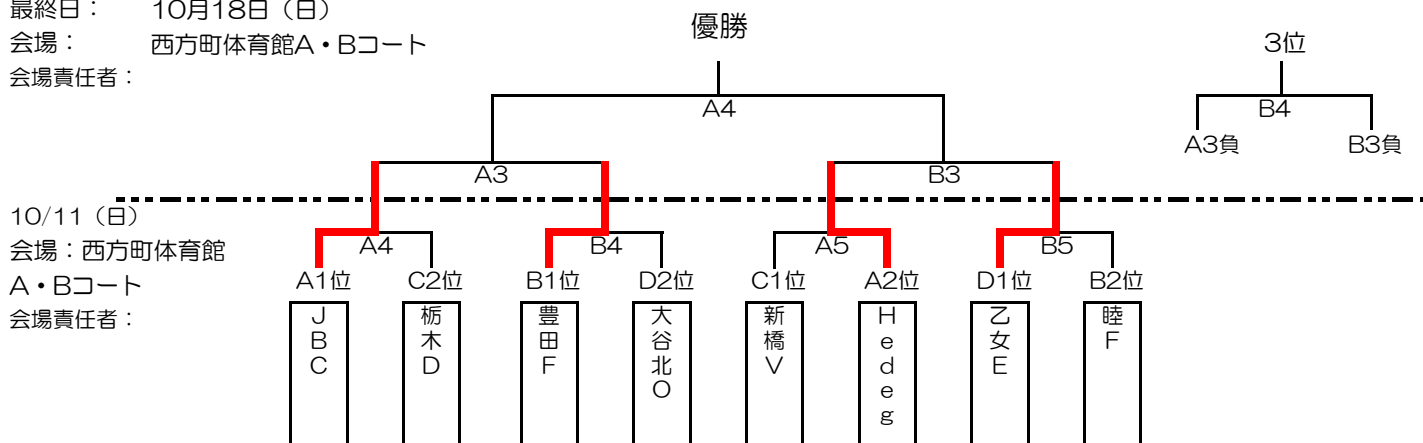 最終日： 10月18日（日）
会場： 西方町体育館A・Bコート
会場責任者：
優勝
3位
A4
B4
A3負 B3負
A3 B3
10/11（日）
会場：西方町体育館
A・Bコート
会場責任者：
A4 B4 A5 B5
A1位 C2位 B1位 D2位 C1位 A2位 D1位 B2位
JBC
栃木D
豊田F
大谷北O
新橋V
Hedeg
乙女E
睦F